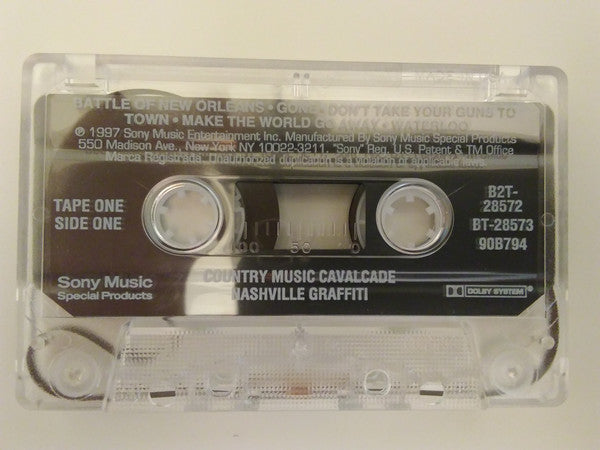 BATTLE OF NEW ORLEANS • GONE • DON'T TAKE YOUR GUNS TO
TOWN • MAKE THE WORLD GO AWAY • WATERLOO
℗ © 1997 Sony Music Entertainment Inc. Manufactured By Sony Music Special Products
550 Madison Ave., New York NY 10022-3211. "Sony" Reg. U.S. Patent & TM Office
Marca Registrada. Unauthorized duplication is a violation of applicable laws.
TAPE ONE
SIDE ONE
B2T-
28572
BT-28573
90B794
100 50 0
COUNTRY MUSIC CAVALCADE
NASHVILLE GRAFFITI
Sony Music
Special Products
DOLBY SYSTEM®